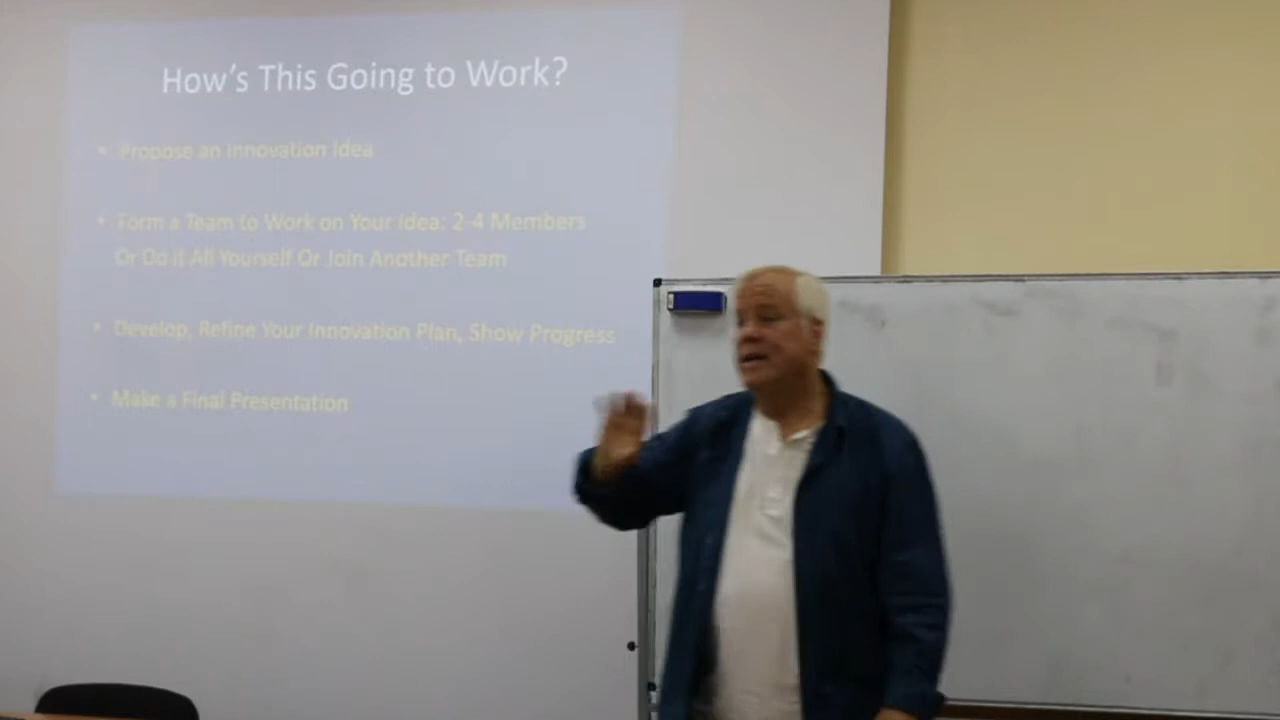 How's This Going to Work?
• Propose an Innovation Idea
• Form a Team to Work on Your Idea: 2-4 Members
Or Do it All Yourself Or Join Another Team
• Develop, Refine Your Innovation Plan, Show Progress
• Make a Final Presentation